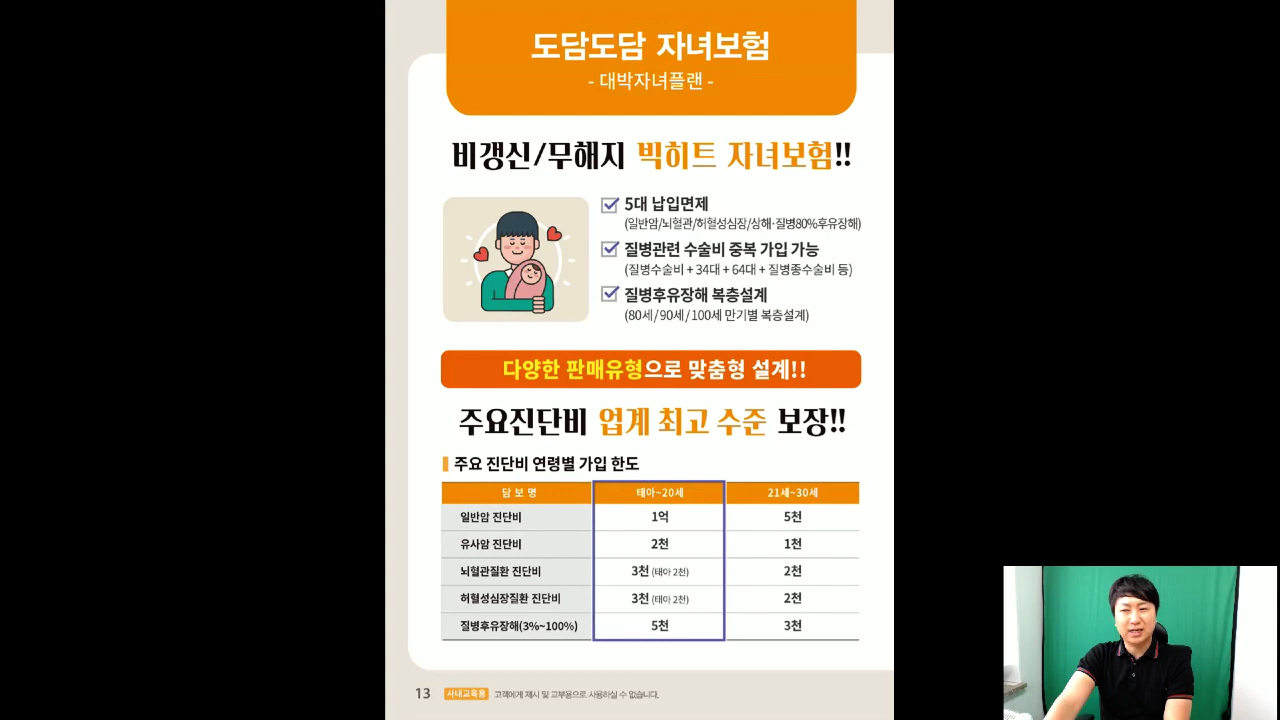 도담도담 자녀보험
- 대박자녀플랜 -
비갱신/무해지 빅히트 자녀보험!!
5대 납입면제
(일반암/뇌혈관/허혈성심장/상해·질병80%후유장해)
질병관련 수술비 중복 가입 가능
(질병수술비 + 34대 + 64대 + 질병종수술비 등)
질병후유장해 복층설계
(80세/90세/100세 만기별 복층설계)
다양한 판매유형으로 맞춤형 설계!!
주요진단비 업계 최고 수준 보장!!
주요 진단비 연령별 가입 한도
담 보 명 태아~20세 21세~30세
일반암 진단비 1억 5천
유사암 진단비 2천 1천
뇌혈관질환 진단비 3천 (태아 2천) 2천
허혈성심장질환 진단비 3천 (태아 2천) 2천
질병후유장해(3%~100%) 5천 3천
13 사내교육용 고객에게 제시 및 교부용으로 사용하실 수 없습니다.